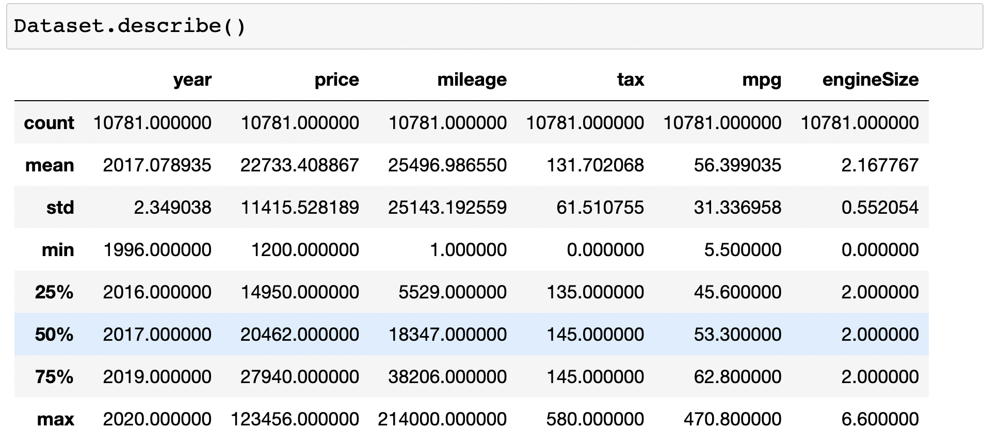 Dataset.describe()
year price mileage tax mpg engineSize
count 10781.000000 10781.000000 10781.000000 10781.000000 10781.000000 10781.000000
mean 2017.078935 22733.408867 25496.986550 131.702068 56.399035 2.167767
std 2.349038 11415.528189 25143.192559 61.510755 31.336958 0.552054
min 1996.000000 1200.000000 1.000000 0.000000 5.500000 0.000000
25% 2016.000000 14950.000000 5529.000000 135.000000 45.600000 2.000000
50% 2017.000000 20462.000000 18347.000000 145.000000 53.300000 2.000000
75% 2019.000000 27940.000000 38206.000000 145.000000 62.800000 2.000000
max 2020.000000 123456.000000 214000.000000 580.000000 470.800000 6.600000